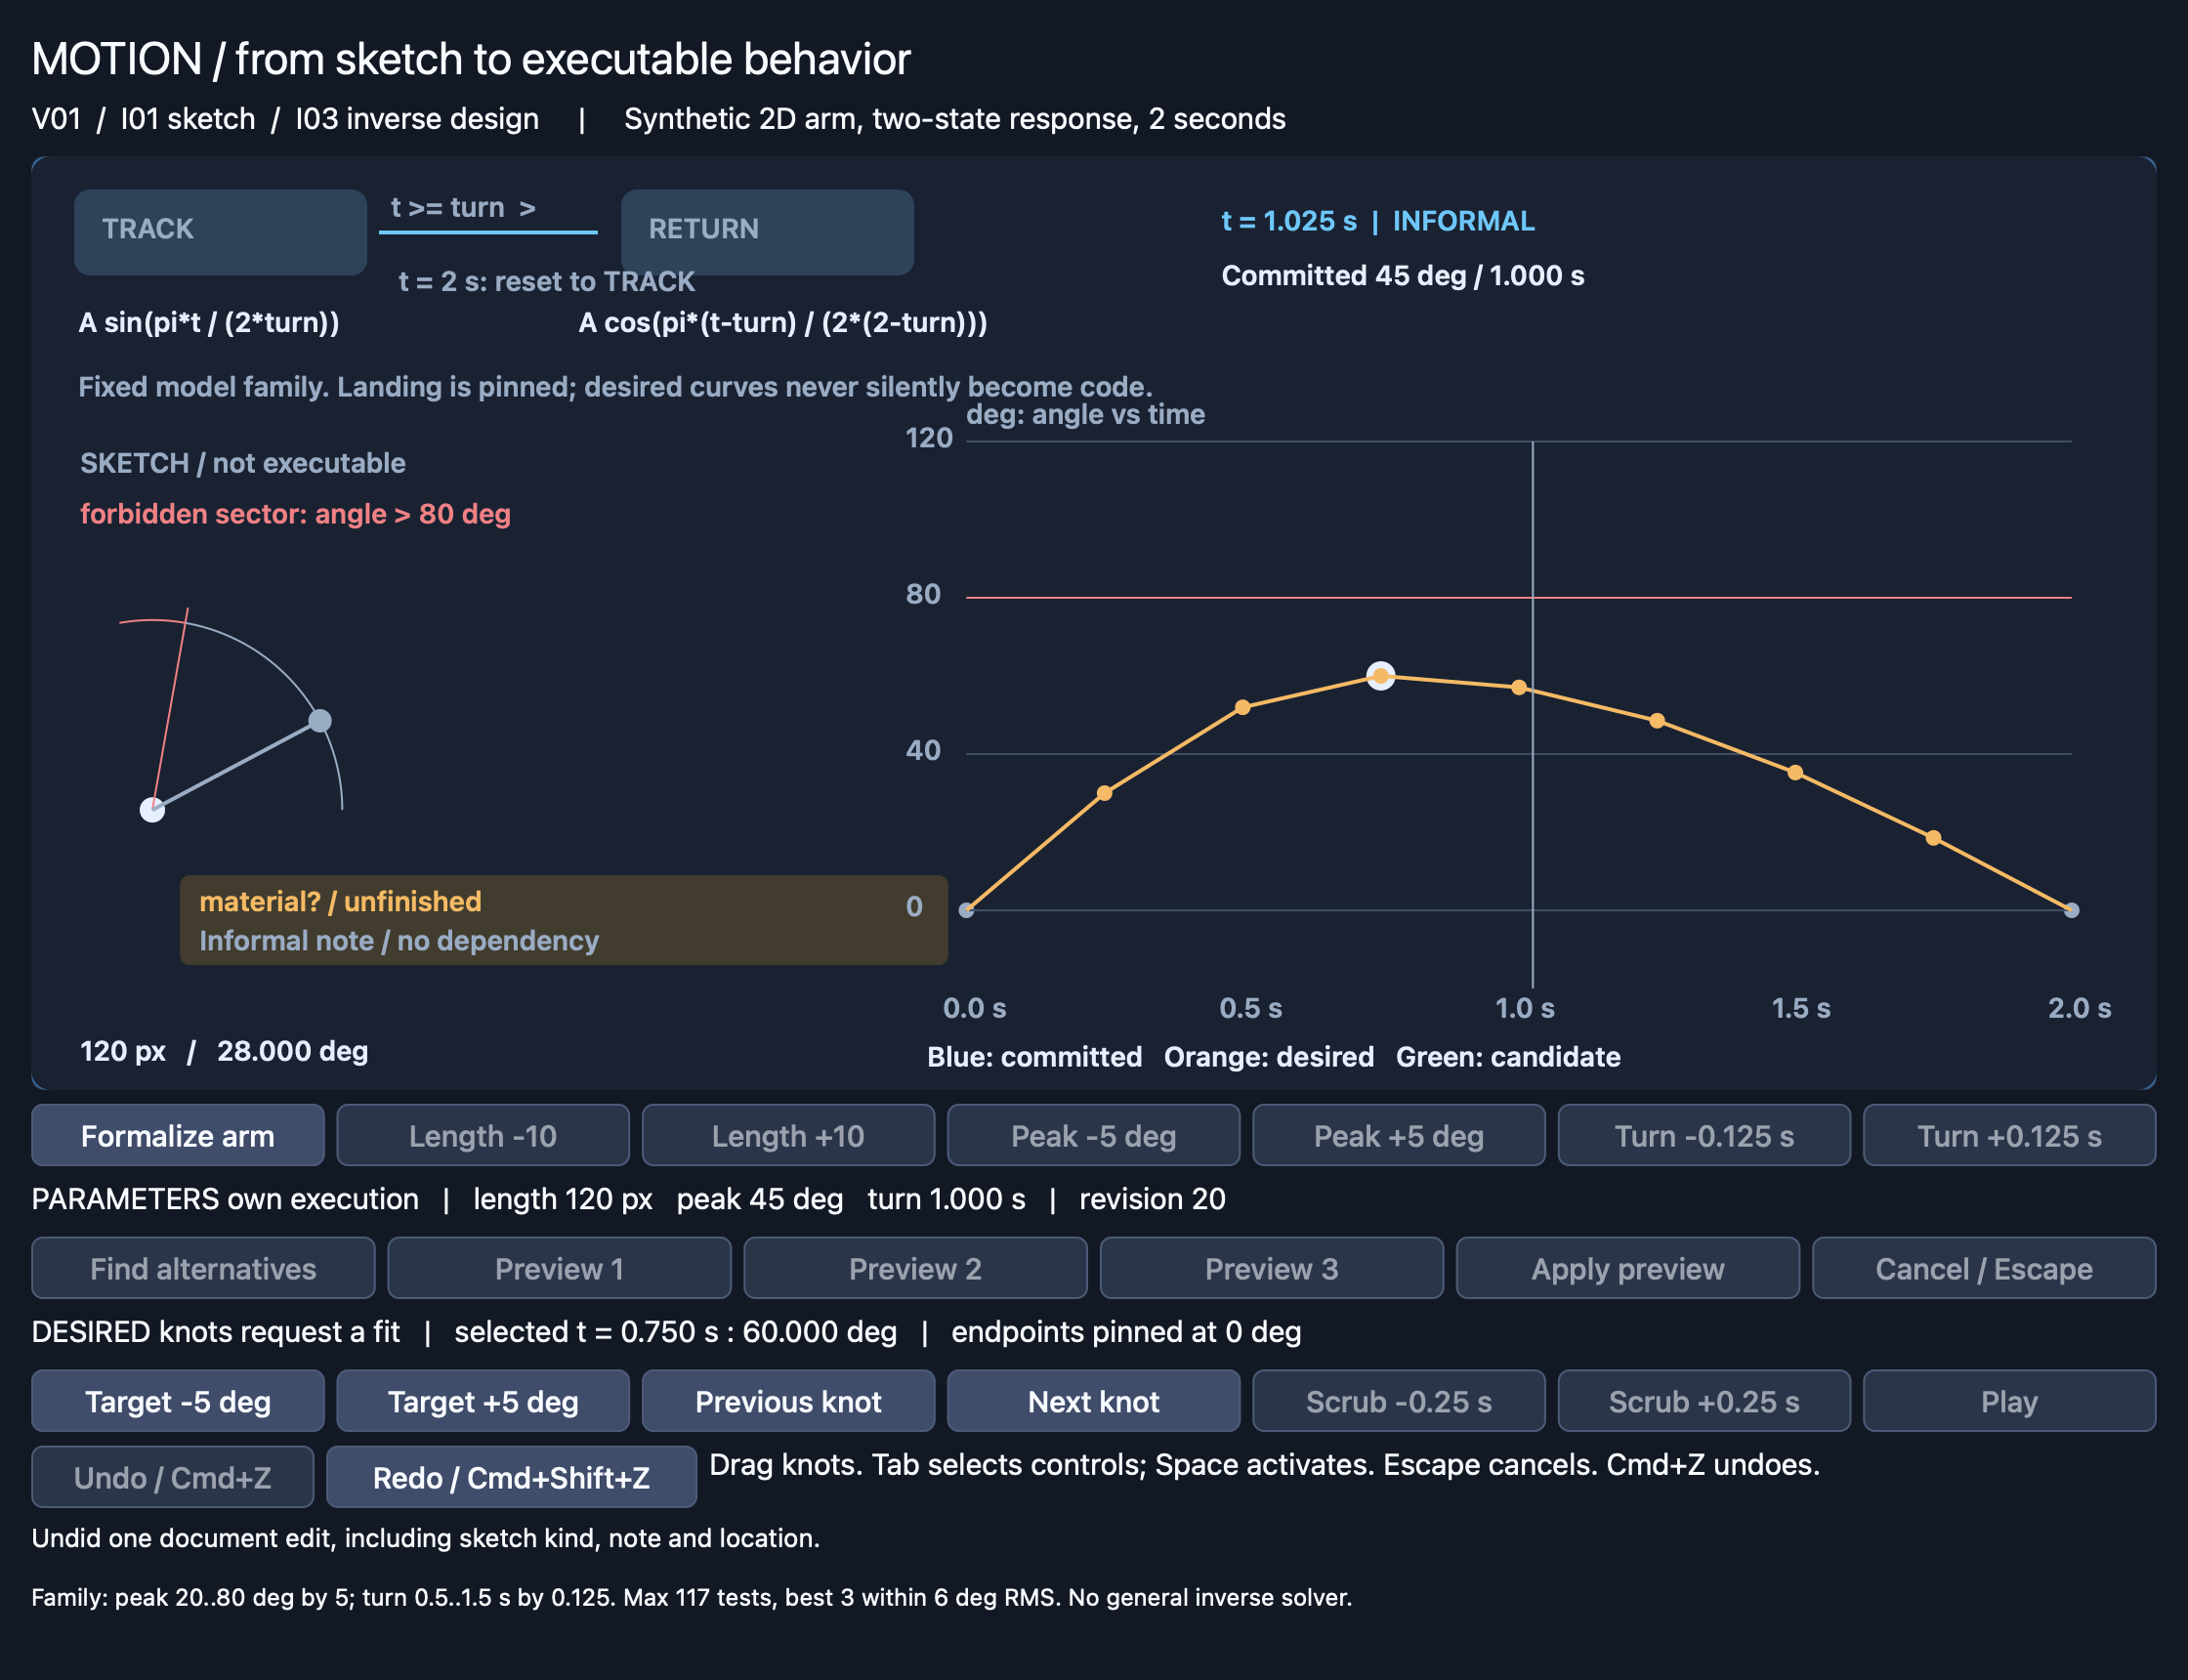 MOTION / from sketch to executable behavior
V01 / I01 sketch / I03 inverse design | Synthetic 2D arm, two-state response, 2 seconds
TRACK
t >= turn >
RETURN
t = 2 s: reset to TRACK
t = 1.025 s | INFORMAL
Committed 45 deg / 1.000 s
A sin(pi*t / (2*turn))
A cos(pi*(t-turn) / (2*(2-turn)))
Fixed model family. Landing is pinned; desired curves never silently become code.
SKETCH / not executable
forbidden sector: angle > 80 deg
deg: angle vs time
120
80
40
0
material? / unfinished
Informal note / no dependency
0.0 s 0.5 s 1.0 s 1.5 s 2.0 s
120 px / 28.000 deg
Blue: committed Orange: desired Green: candidate
Formalize arm Length -10 Length +10 Peak -5 deg Peak +5 deg Turn -0.125 s Turn +0.125 s
PARAMETERS own execution | length 120 px peak 45 deg turn 1.000 s | revision 20
Find alternatives Preview 1 Preview 2 Preview 3 Apply preview Cancel / Escape
DESIRED knots request a fit | selected t = 0.750 s : 60.000 deg | endpoints pinned at 0 deg
Target -5 deg Target +5 deg Previous knot Next knot Scrub -0.25 s Scrub +0.25 s Play
Undo / Cmd+Z Redo / Cmd+Shift+Z Drag knots. Tab selects controls; Space activates. Escape cancels. Cmd+Z undoes.
Undid one document edit, including sketch kind, note and location.
Family: peak 20..80 deg by 5; turn 0.5..1.5 s by 0.125. Max 117 tests, best 3 within 6 deg RMS. No general inverse solver.